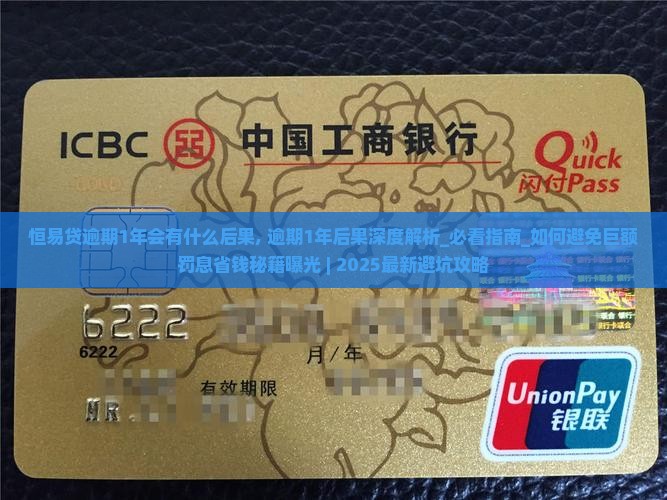 ICBC 中国工商银行
Quick
闪付Pass
恒易贷逾期1年会有什么后果, 逾期1年后果深度解析_必看指南_如何避免巨额
罚息省钱秘籍曝光 | 2025最新避坑攻略
6222
6222
月/年
有效期限
MR.
UnionPay
银联